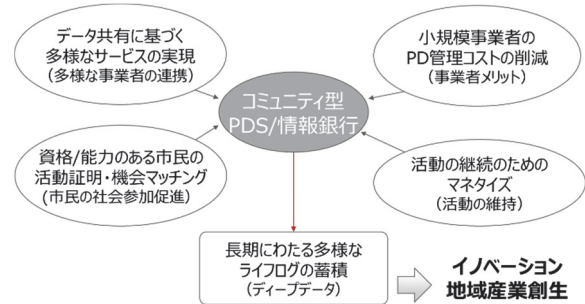 データ共有に基づく
多様なサービスの実現
(多様な事業者の連携)
小規模事業者の
PD管理コストの削減
(事業者メリット)
コミュニティ型
PDS/情報銀行
資格/能力のある市民の
活動証明・機会マッチング
(市民の社会参加促進)
活動の継続のための
マネタイズ
(活動の維持)
長期にわたる多様な
ライフログの蓄積
(ディープデータ)
イノベーション
地域産業創生